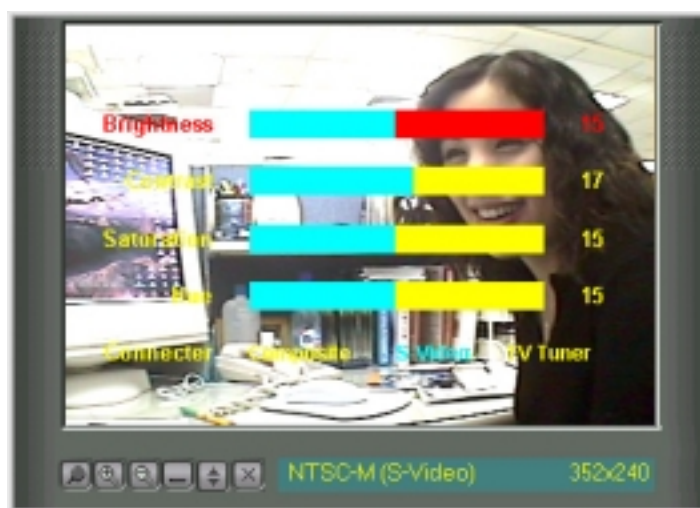 Brightness 15
Contrast 17
Saturation 15
Hue 15
Connecter Composite S-Video TV Tuner
NTSC-M (S-Video) 352x240